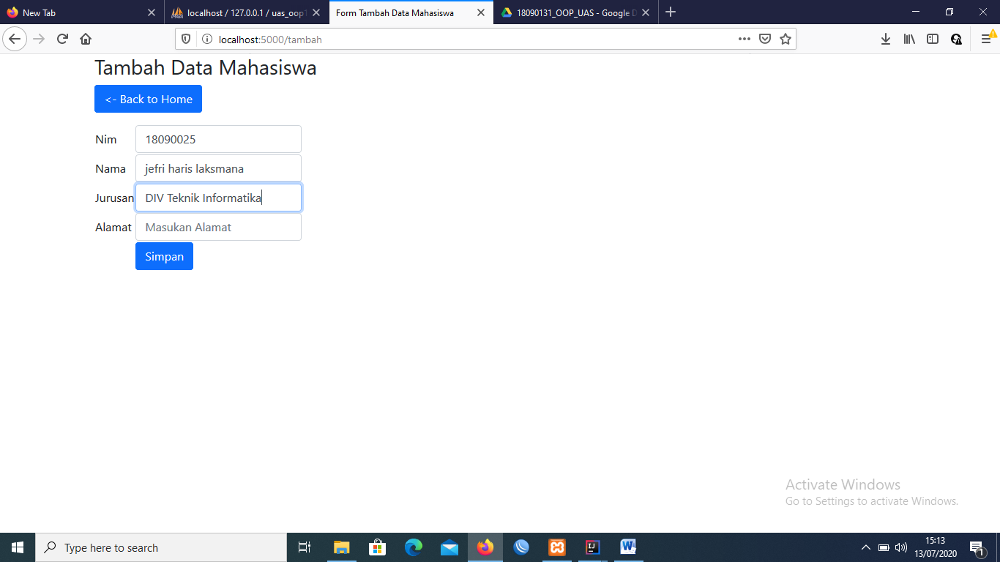 New Tab
localhost / 127.0.0.1 / uas_oop1
Form Tambah Data Mahasiswa
18090131_OOP_UAS - Google D
localhost:5000/tambah
Tambah Data Mahasiswa
<- Back to Home
Nim 18090025
Nama jefri haris laksmana
Jurusan DIV Teknik Informatika
Alamat Masukan Alamat
Simpan
Activate Windows
Go to Settings to activate Windows.
Type here to search
15:13
13/07/2020
1